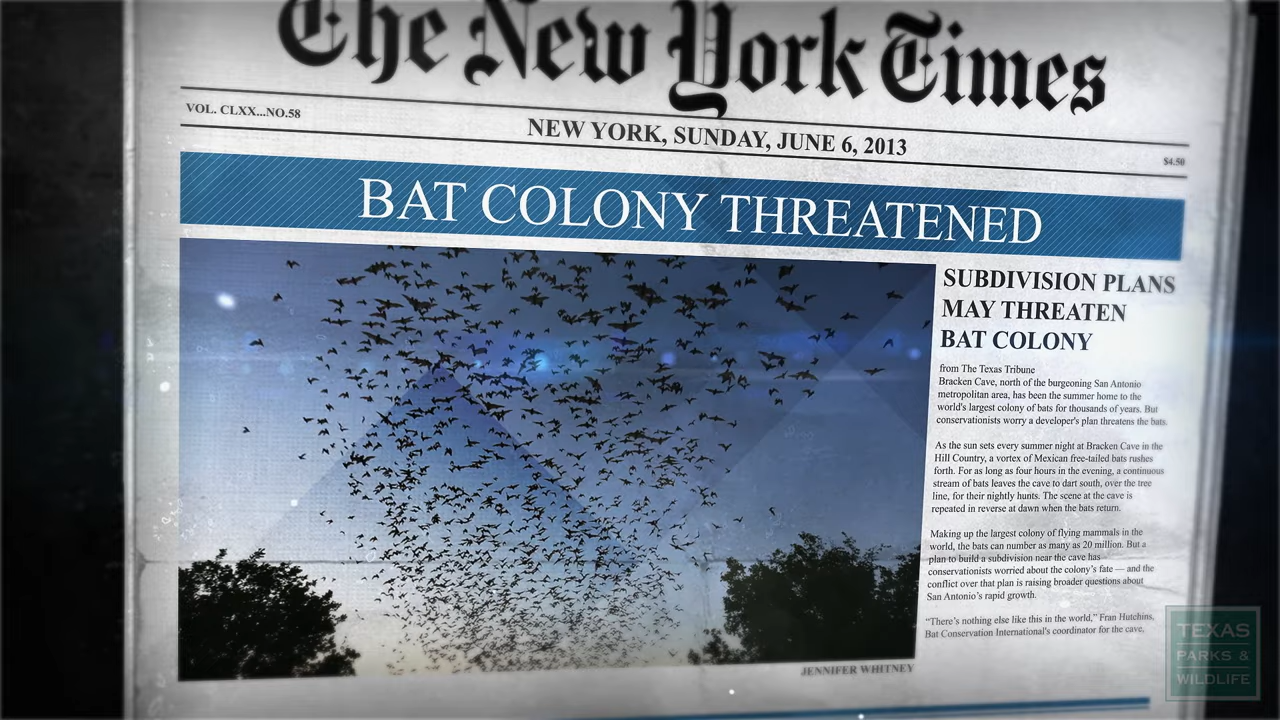 The New York Times
VOL. CLXX...NO.58
NEW YORK, SUNDAY, JUNE 6, 2013
$4.50
BAT COLONY THREATENED
SUBDIVISION PLANS
MAY THREATEN
BAT COLONY
from The Texas Tribune
Bracken Cave, north of the burgeoning San Antonio
metropolitan area, has been the summer home to the
world's largest colony of bats for thousands of years. But
conservationists worry a developer's plan threatens the bats.
As the sun sets every summer night at Bracken Cave in the
Hill Country, a vortex of Mexican free-tailed bats rushes
forth. For as long as four hours in the evening, a continuous
stream of bats leaves the cave to dart south, over the tree
line, for their nightly hunts. The scene at the cave is
repeated in reverse at dawn when the bats return.
Making up the largest colony of flying mammals in the
world, the bats can number as many as 20 million. But a
plan to build a subdivision near the cave has
conservationists worried about the colony's fate — and the
conflict over that plan is raising broader questions about
San Antonio's rapid growth.
"There's nothing else like this in the world," Fran Hutchins,
Bat Conservation International's coordinator for the cave,
JENNIFER WHITNEY
TEXAS
PARKS &
WILDLIFE